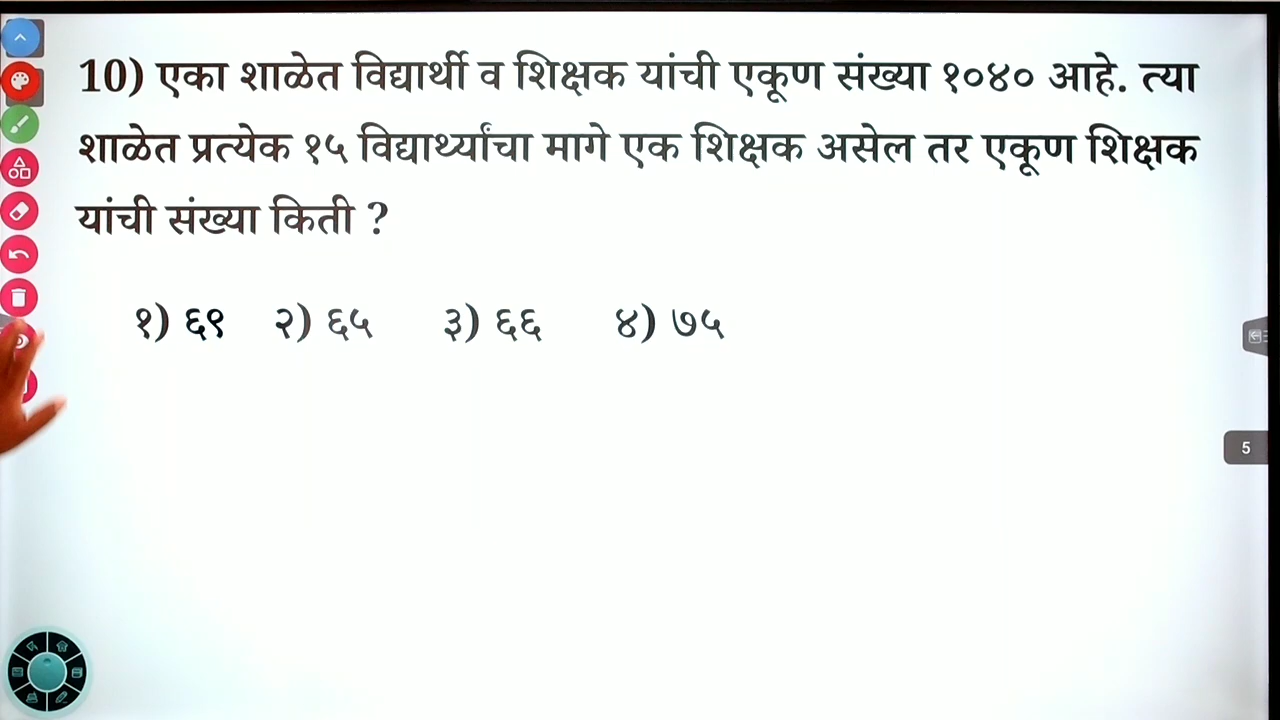 10) एका शाळेत विद्यार्थी व शिक्षक यांची एकूण संख्या १०४० आहे. त्या
शाळेत प्रत्येक १५ विद्यार्थ्यांचा मागे एक शिक्षक असेल तर एकूण शिक्षक
यांची संख्या किती ?
१) ६९ २) ६५ ३) ६६ ४) ७५
5